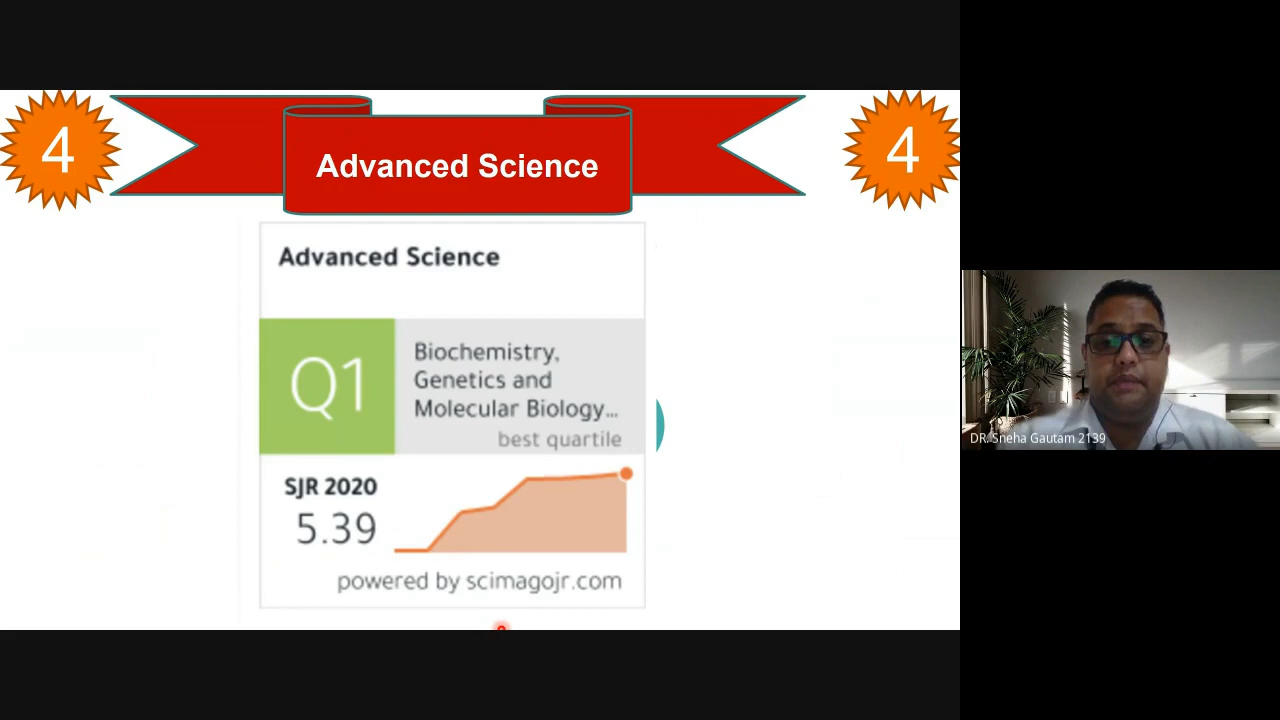 4
Advanced Science
4
Advanced Science
Q1
Biochemistry,
Genetics and
Molecular Biology...
best quartile
SJR 2020
5.39
powered by scimagojr.com
DR. Sneha Gautam 2139